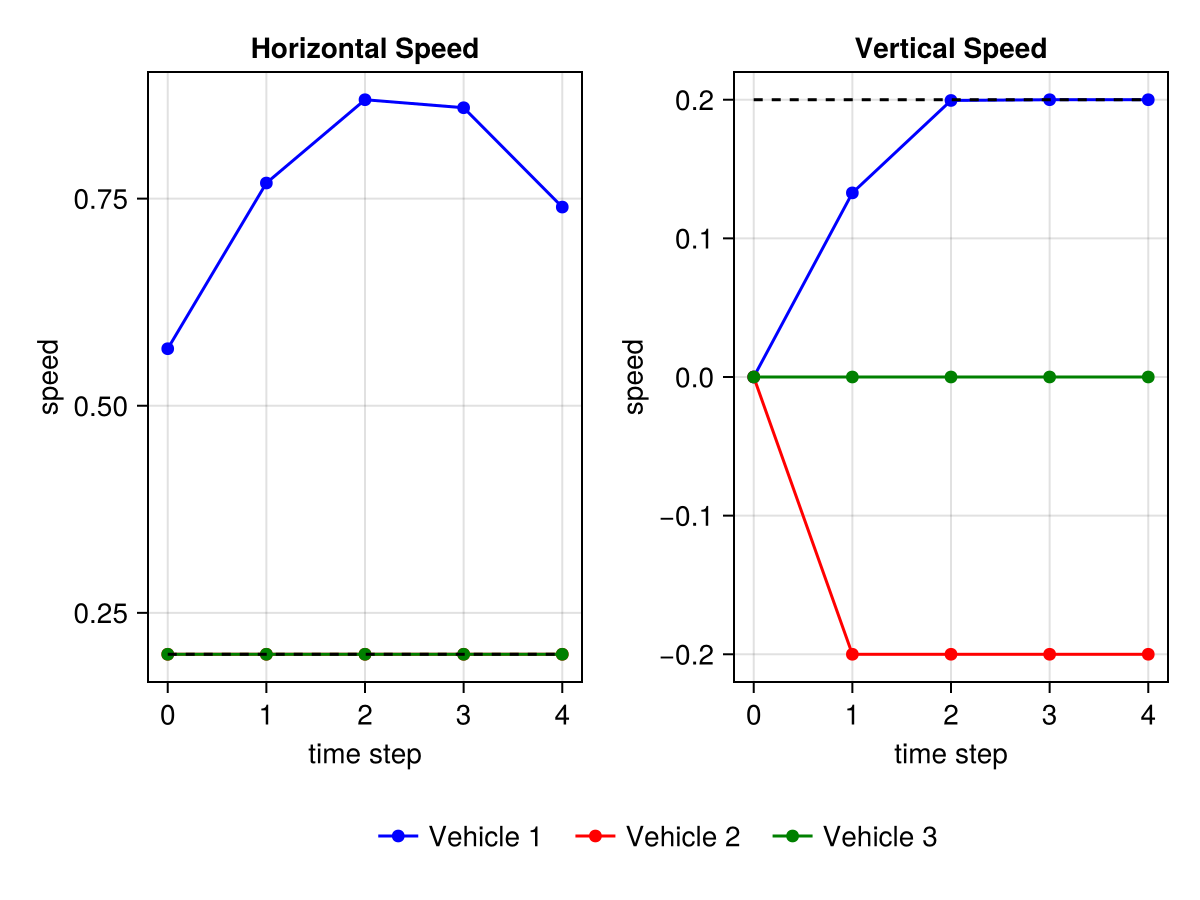 Horizontal Speed
speed
0.75
0.50
0.25
0
1
2
3
4
time step
Vertical Speed
speed
0.2
0.1
0.0
−0.1
−0.2
0
1
2
3
4
time step
Vehicle 1
Vehicle 2
Vehicle 3